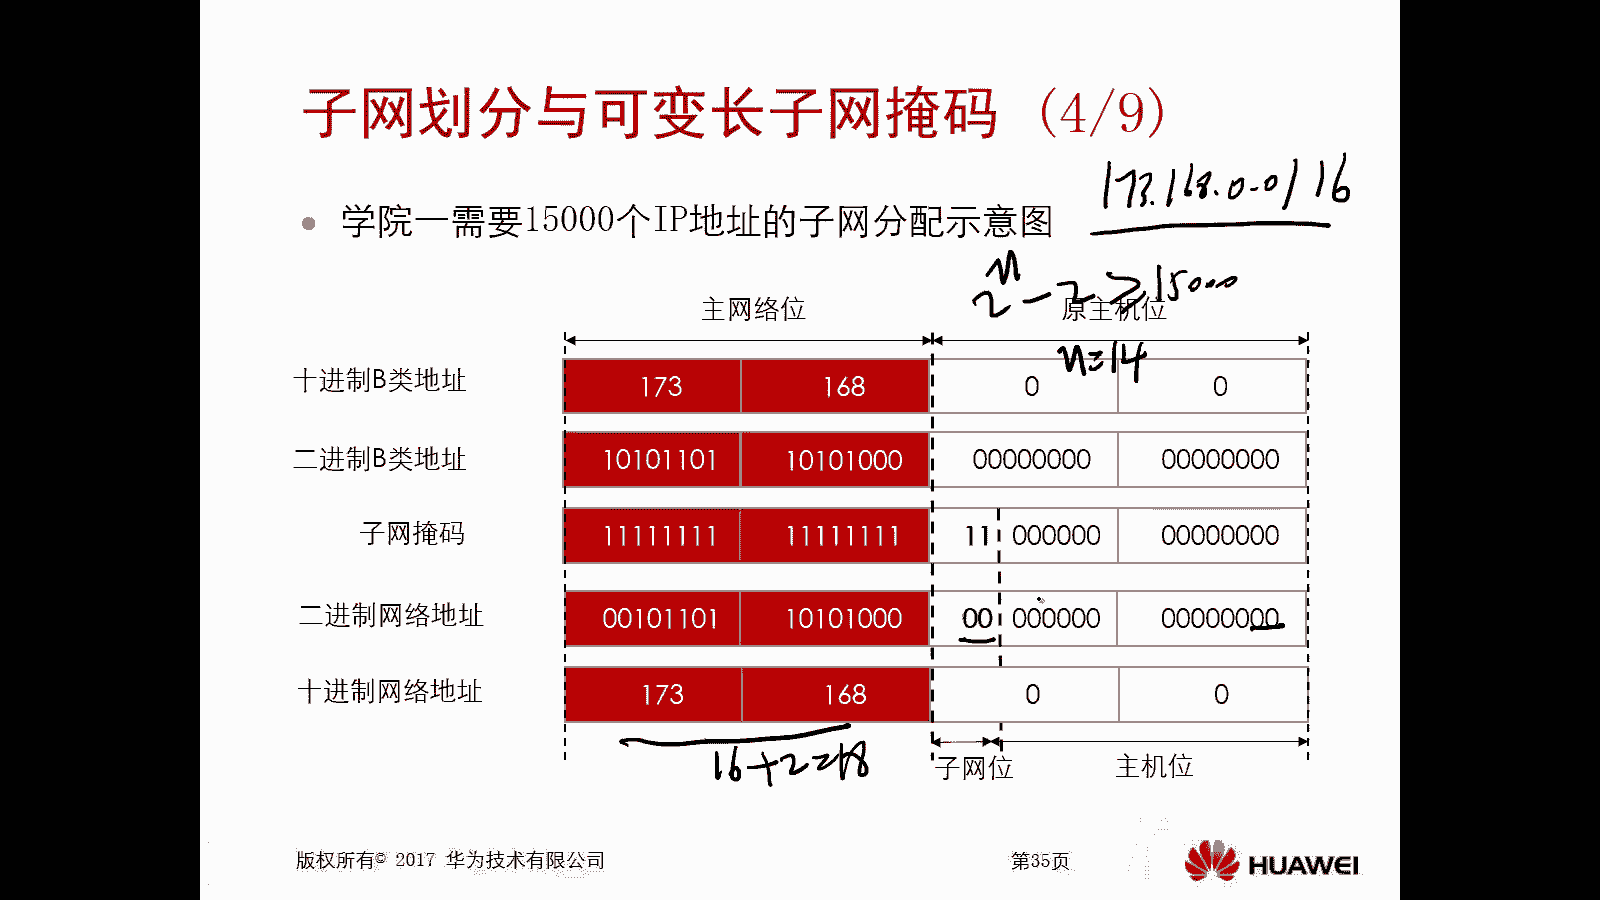 子网划分与可变长子网掩码 (4/9)
173.168.0.0/16
学院一需要15000个IP地址的子网分配示意图
2^n-2≥15000
主网络位 原主机位
n=14
十进制B类地址 173 168 0 0
二进制B类地址 10101101 10101000 00000000 00000000
子网掩码 11111111 11111111 11 000000 00000000
二进制网络地址 00101101 10101000 00 000000 00000000
十进制网络地址 173 168 0 0
16+2=18
子网位 主机位
版权所有© 2017 华为技术有限公司 第35页 HUAWEI